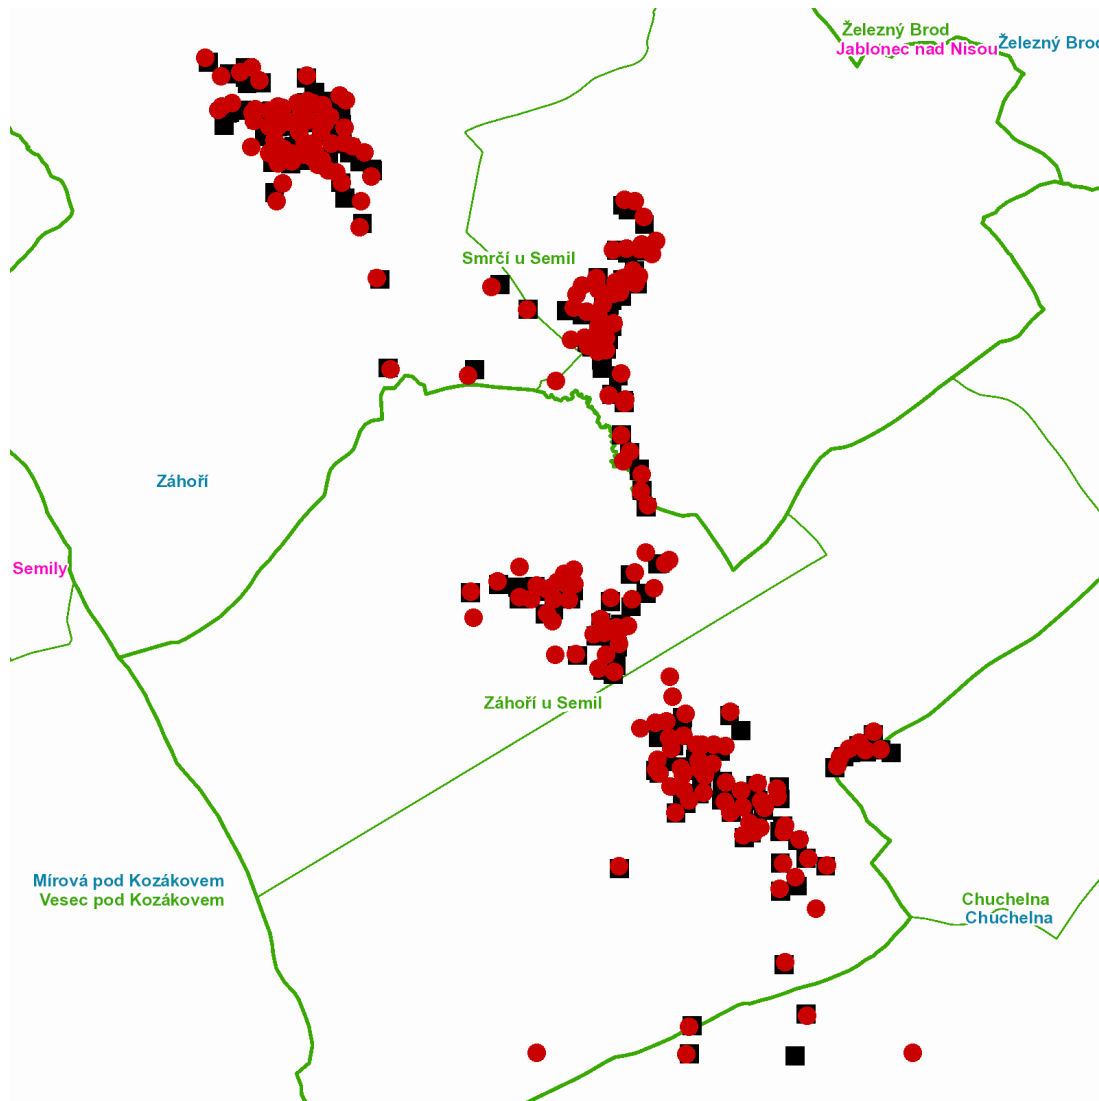 Železný Brod
Jablonec nad Nisou
Železný Brod
Smrčí u Semil
Záhoří
Semily
Záhoří u Semil
Mírová pod Kozákovem
Vesec pod Kozákovem
Chuchelna
Chuchelna